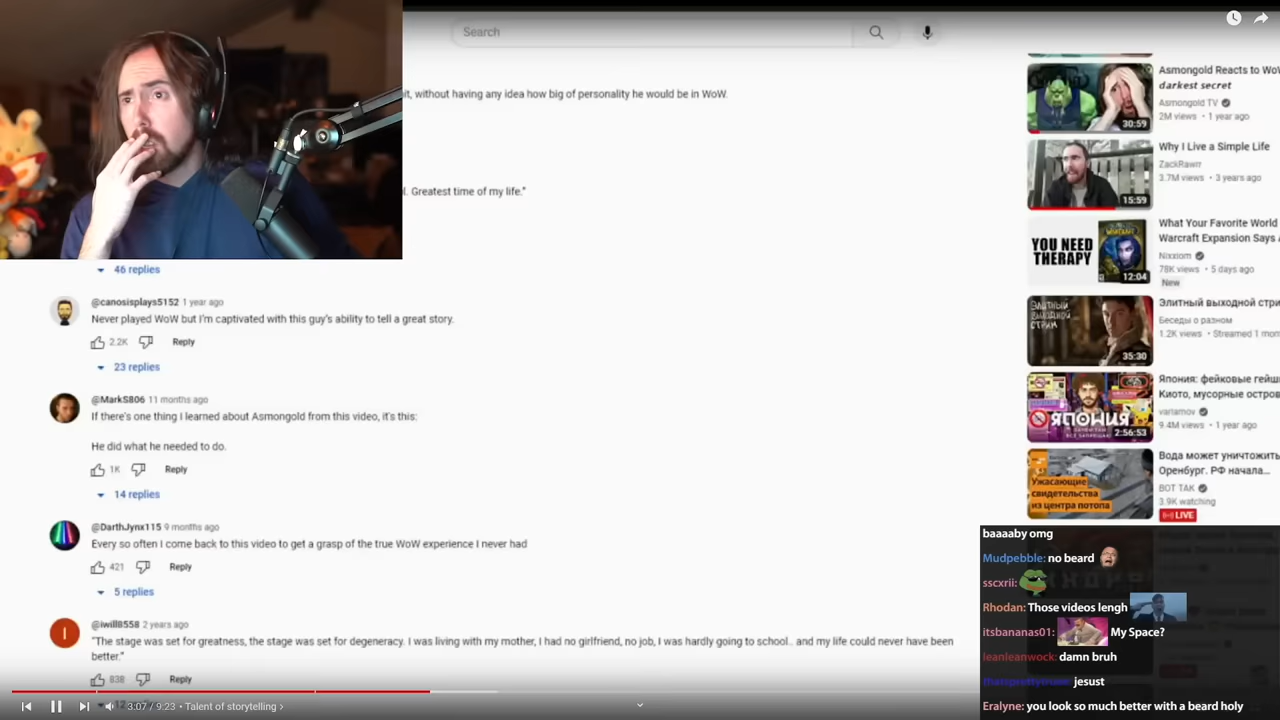 Search
it, without having any idea how big of personality he would be in WoW.
l. Greatest time of my life."
46 replies
@canosisplays5152 1 year ago
Never played WoW but I'm captivated with this guy's ability to tell a great story.
2.2K Reply
23 replies
@MarkS806 11 months ago
If there's one thing I learned about Asmongold from this video, it's this:
He did what he needed to do.
1K Reply
14 replies
@DarthJynx115 9 months ago
Every so often I come back to this video to get a grasp of the true WoW experience I never had
421 Reply
5 replies
I
@iwill8558 2 years ago
"The stage was set for greatness, the stage was set for degeneracy. I was living with my mother, I had no girlfriend, no job, I was hardly going to school.. and my life could never have been
better."
838 Reply
3:07 / 9:23 • Talent of storytelling >
30:59
Asmongold Reacts to WoW
darkest secret
Asmongold TV
2M views • 1 year ago
15:59
Why I Live a Simple Life
ZackRawrr
3.7M views • 3 years ago
YOU NEED
THERAPY
12:04
What Your Favorite World
Warcraft Expansion Says A
Nixxiom
78K views • 5 days ago
New
ЭЛИТНЫЙ
ВЫХОДНОЙ
СТРИМ
35:30
Элитный выходной стри
Беседы о разном
1.2K views • Streamed 1 mon
ЯПОНИЯ
2:56:53
Япония: фейковые гейш
Киото, мусорные остров
varlamov
9.4M views • 1 year ago
Ужасающие
свидетельства
из центра потопа
Вода может уничтожить
Оренбург. РФ начала...
ВОТ ТАК
3.9K watching
LIVE
baaaaby omg
Mudpebble: no beard
sscxrii:
Rhodan: Those videos lengh
itsbananas01: My Space?
leanleanwock: damn bruh
jesust
Eralyne: you look so much better with a beard holy